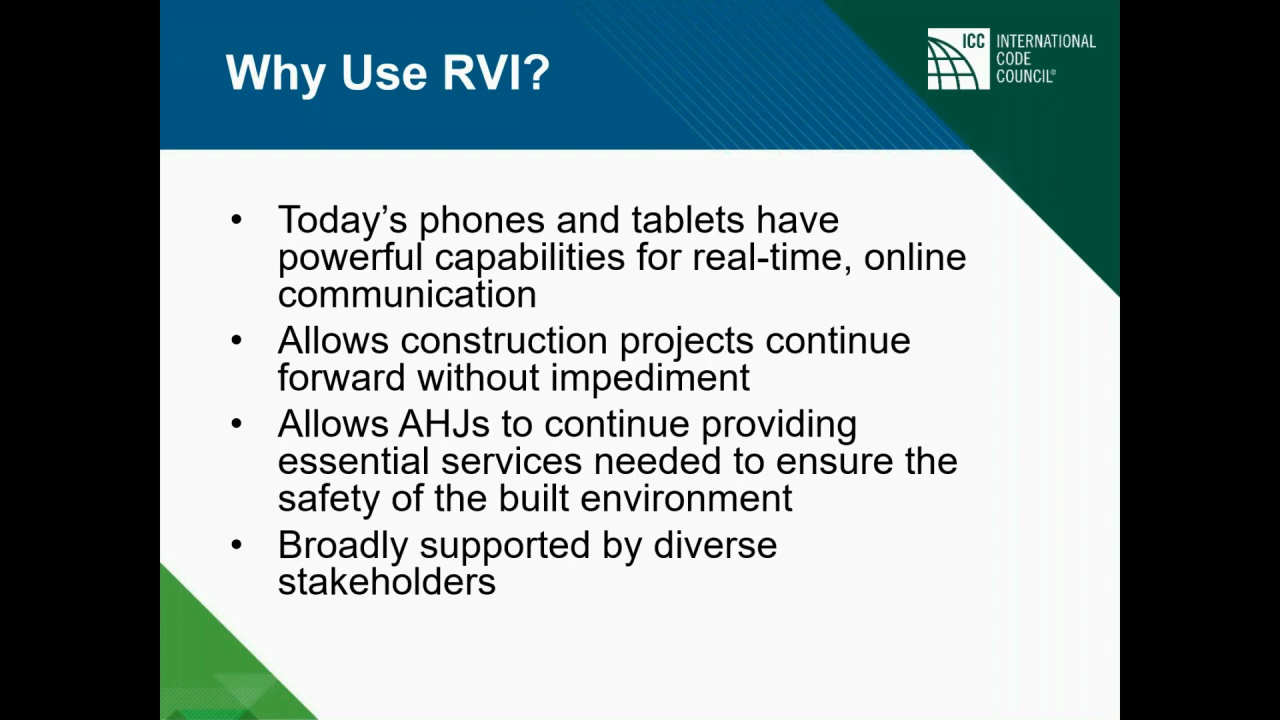 Why Use RVI?
ICC
INTERNATIONAL
CODE
COUNCIL®
• Today’s phones and tablets have
powerful capabilities for real-time, online
communication
• Allows construction projects continue
forward without impediment
• Allows AHJs to continue providing
essential services needed to ensure the
safety of the built environment
• Broadly supported by diverse
stakeholders